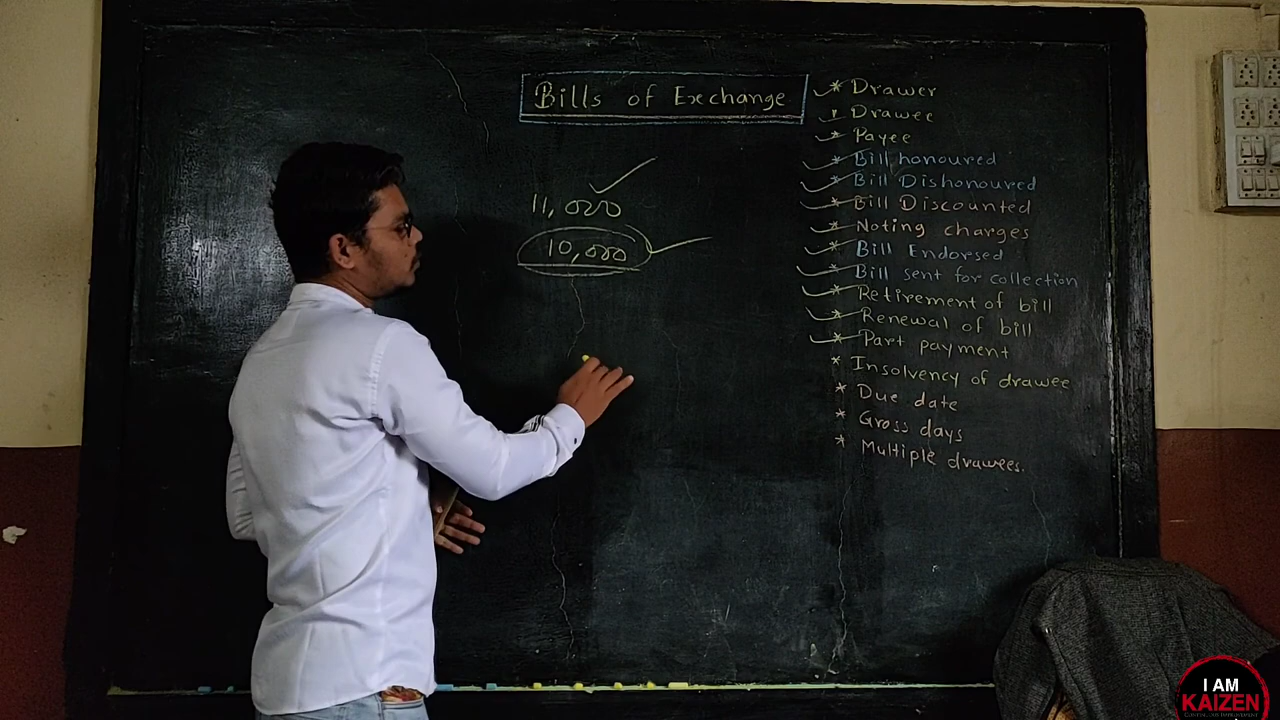 Bills of Exchange
11,000
10,000
* Drawer
* Drawee
* Payee
* Bill honoured
* Bill Dishonoured
* Bill Discounted
* Noting charges
* Bill Endorsed
* Bill sent for collection
* Retirement of bill
* Renewal of bill
* Part payment
* Insolvency of drawee
* Due date
* Gross days
* Multiple drawees.
I AM
KAIZEN